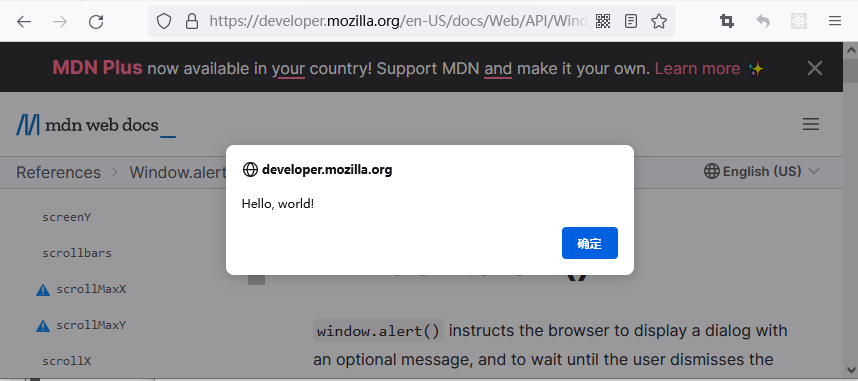 https://developer.mozilla.org/en-US/docs/Web/API/Wind
MDN Plus now available in your country! Support MDN and make it your own. Learn more ✨
mdn web docs_
References > Window.alert
English (US)
developer.mozilla.org
Hello, world!
确定
screenY
scrollbars
scrollMaxX
scrollMaxY
scrollX
window.alert() instructs the browser to display a dialog with
an optional message, and to wait until the user dismisses the